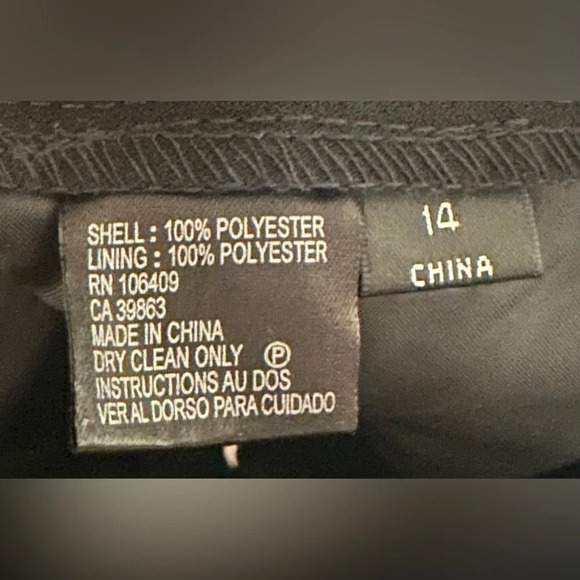 SHELL : 100% POLYESTER
LINING : 100% POLYESTER
RN 106409
CA 39863
MADE IN CHINA
DRY CLEAN ONLY Ⓟ
INSTRUCTIONS AU DOS
VER AL DORSO PARA CUIDADO
14
CHINA